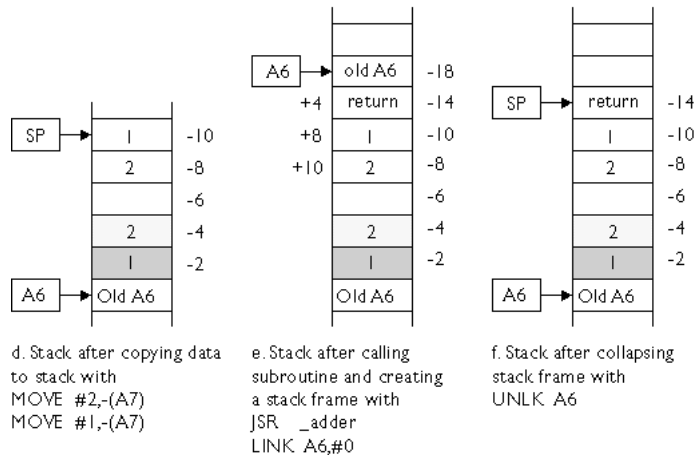 SP
1
-10
2
-8
-6
2
-4
1
-2
A6
Old A6
d. Stack after copying data
to stack with
MOVE #2,-(A7)
MOVE #1,-(A7)
A6
old A6
-18
+4
return
-14
+8
1
-10
+10
2
-8
-6
2
-4
1
-2
Old A6
e. Stack after calling
subroutine and creating
a stack frame with
JSR _adder
LINK A6,#0
SP
return
-14
1
-10
2
-8
-6
2
-4
1
-2
A6
Old A6
f. Stack after collapsing
stack frame with
UNLK A6